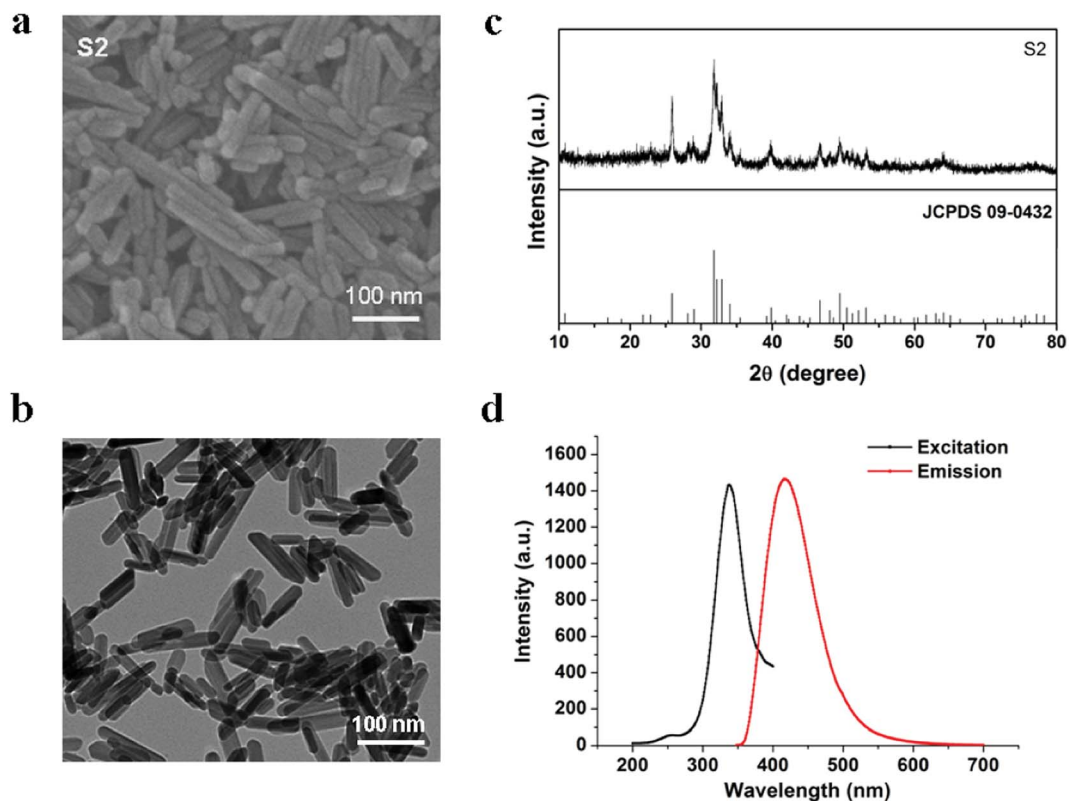 a
S2
100 nm
b
100 nm
c
S2
JCPDS 09-0432
Intensity (a.u.)
10 20 30 40 50 60 70 80
2θ (degree)
d
Excitation
Emission
1600
1400
1200
1000
800
600
400
200
0
Intensity (a.u.)
200 300 400 500 600 700
Wavelength (nm)